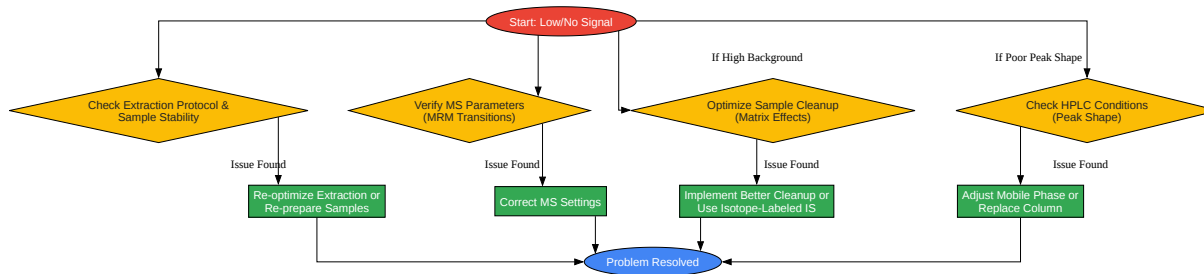 Start: Low/No Signal
If High Background
If Poor Peak Shape
Check Extraction Protocol &
Sample Stability
Verify MS Parameters
(MRM Transitions)
Optimize Sample Cleanup
(Matrix Effects)
Check HPLC Conditions
(Peak Shape)
Issue Found
Issue Found
Issue Found
Issue Found
Re-optimize Extraction or
Re-prepare Samples
Correct MS Settings
Implement Better Cleanup or
Use Isotope-Labeled IS
Adjust Mobile Phase or
Replace Column
Problem Resolved